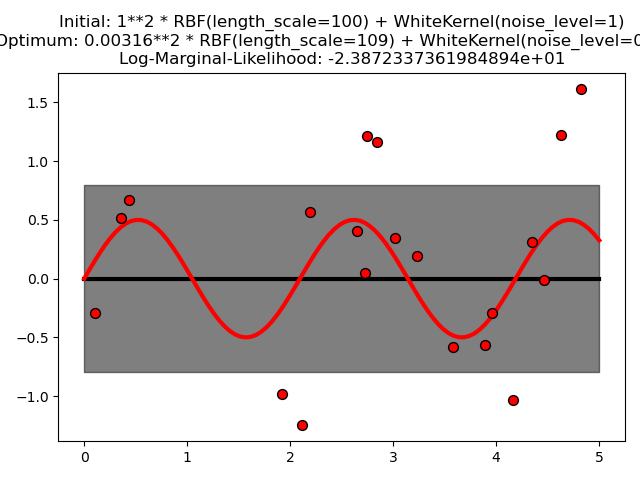 Initial: 1**2 * RBF(length_scale=100) + WhiteKernel(noise_level=1)
Optimum: 0.00316**2 * RBF(length_scale=109) + WhiteKernel(noise_level=0
Log-Marginal-Likelihood: -2.3872337361984894e+01
1.5
1.0
0.5
0.0
−0.5
−1.0
0 1 2 3 4 5